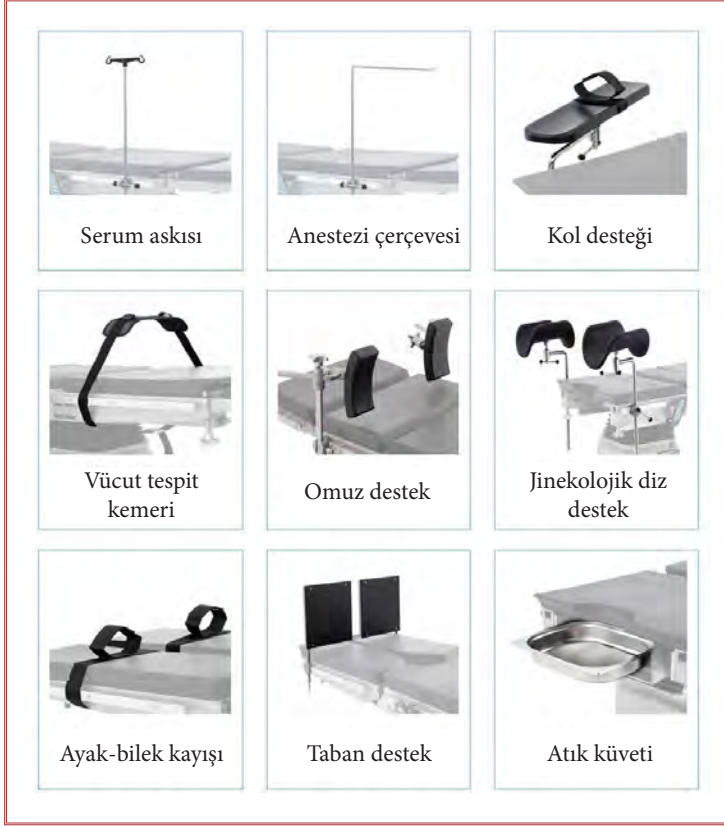 Serum askısı
Anestezi çerçevesi
Kol desteği
Vücut tespit
kemeri
Omuz destek
Jinekolojik diz
destek
Ayak-bilek kayışı
Taban destek
Atık küveti